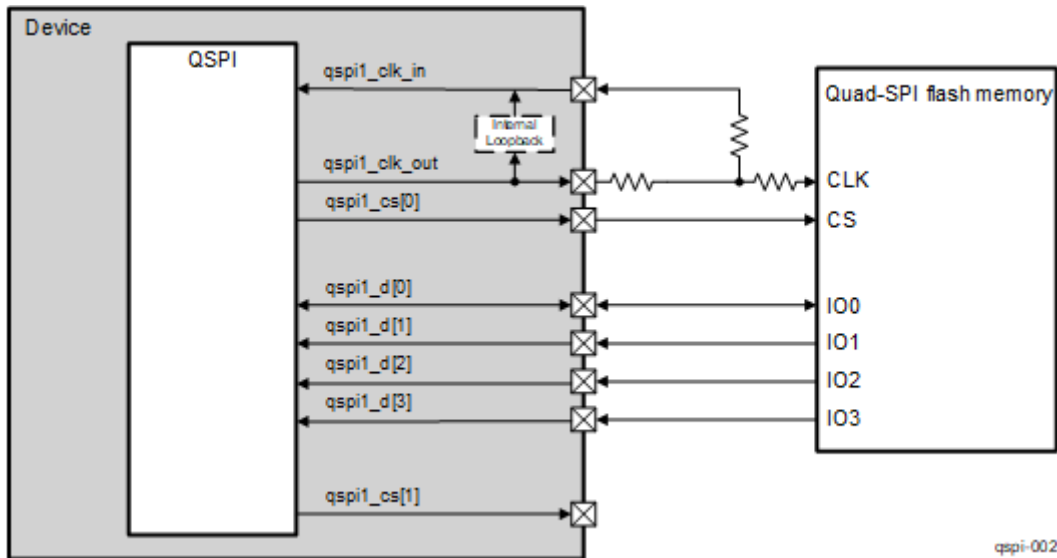 Device
QSPI
qspi1_clk_in
Quad-SPI flash memory
Internal
Loopback
qspi1_clk_out
CLK
qspi1_cs[0]
CS
qspi1_d[0]
IO0
qspi1_d[1]
IO1
qspi1_d[2]
IO2
qspi1_d[3]
IO3
qspi1_cs[1]
qspi-002